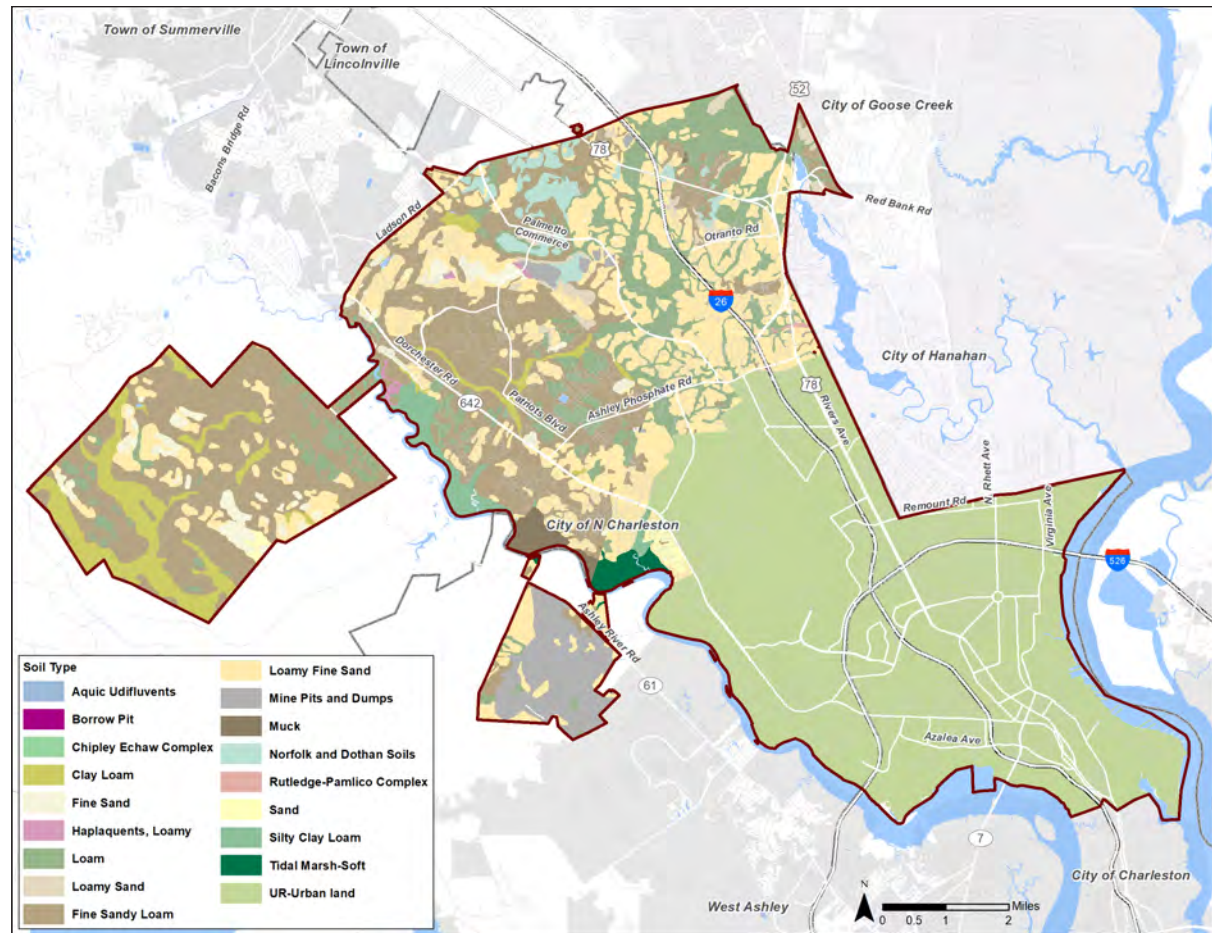 Town of Summerville
Town of
Lincolnville
52
City of Goose Creek
Bacons Bridge Rd
78
Ladson Rd
Red Bank Rd
Palmetto
Commerce
Otranto Rd
26
City of Hanahan
Dorchester Rd
78
Ashley Phosphate Rd
Patriots Blvd
642
Rivers Ave
N. Rhett Ave
Virginia Ave
Remount Rd
City of N Charleston
526
Ashley River Rd
61
Azalea Ave
7
City of Charleston
West Ashley
N
Miles
0 0.5 1 2
Soil Type
Aquic Udifluvents
Borrow Pit
Chipley Echaw Complex
Clay Loam
Fine Sand
Haplaquents, Loamy
Loam
Loamy Sand
Fine Sandy Loam
Loamy Fine Sand
Mine Pits and Dumps
Muck
Norfolk and Dothan Soils
Rutledge-Pamlico Complex
Sand
Silty Clay Loam
Tidal Marsh-Soft
UR-Urban land